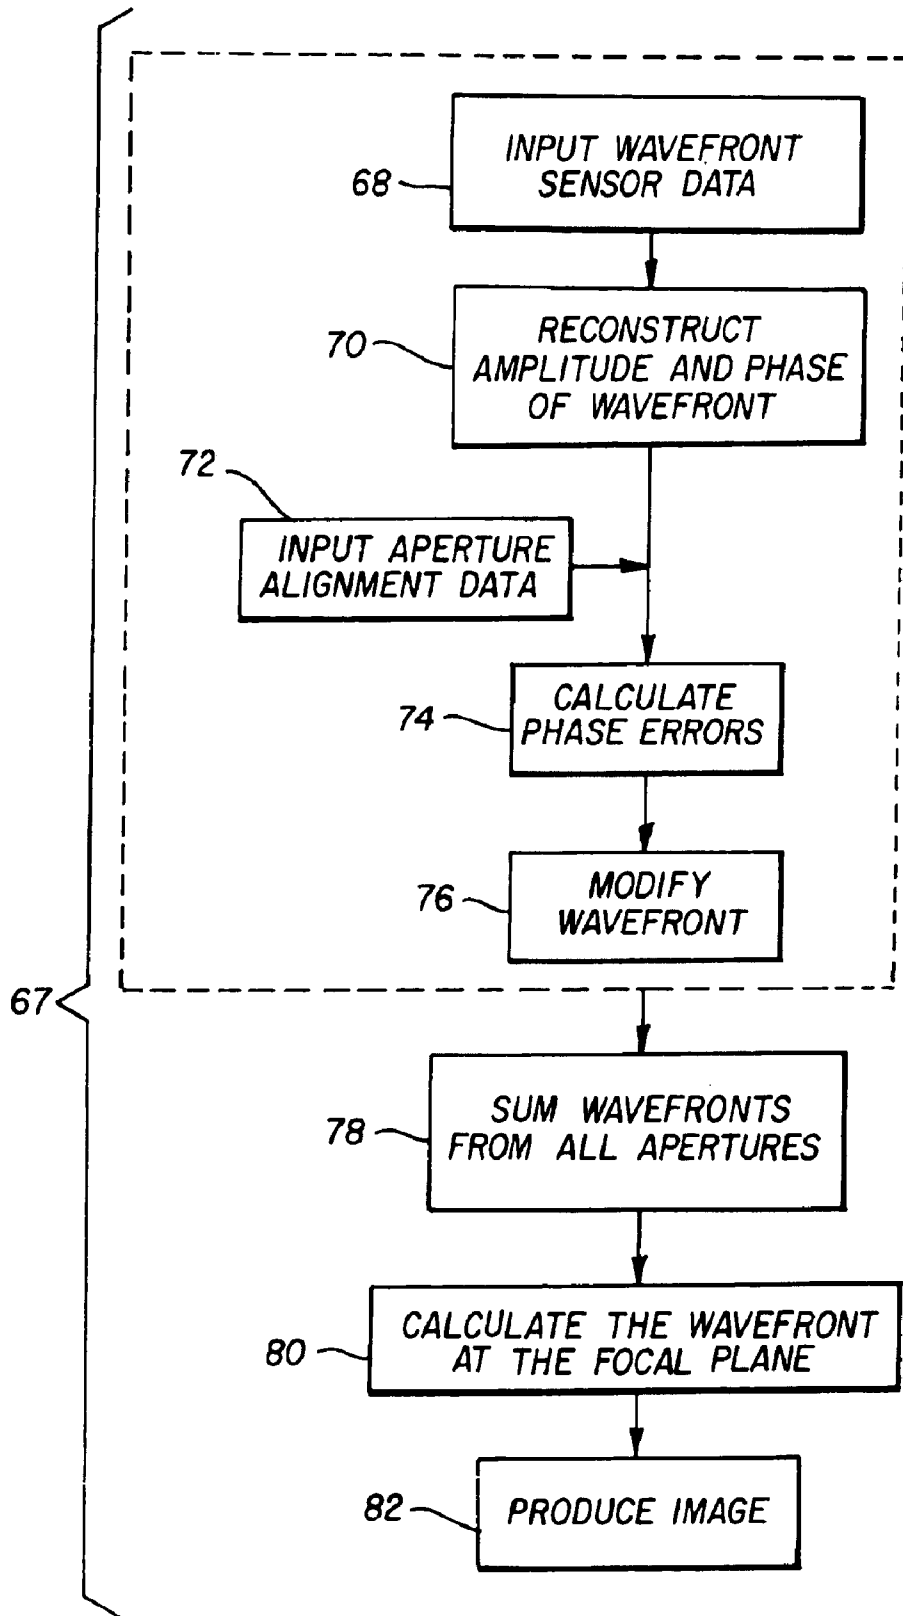 INPUT WAVEFRONT
SENSOR DATA
68
RECONSTRUCT
AMPLITUDE AND PHASE
OF WAVEFRONT
70
72
INPUT APERTURE
ALIGNMENT DATA
CALCULATE
PHASE ERRORS
74
MODIFY
WAVEFRONT
76
67
SUM WAVEFRONTS
FROM ALL APERTURES
78
CALCULATE THE WAVEFRONT
AT THE FOCAL PLANE
80
PRODUCE IMAGE
82